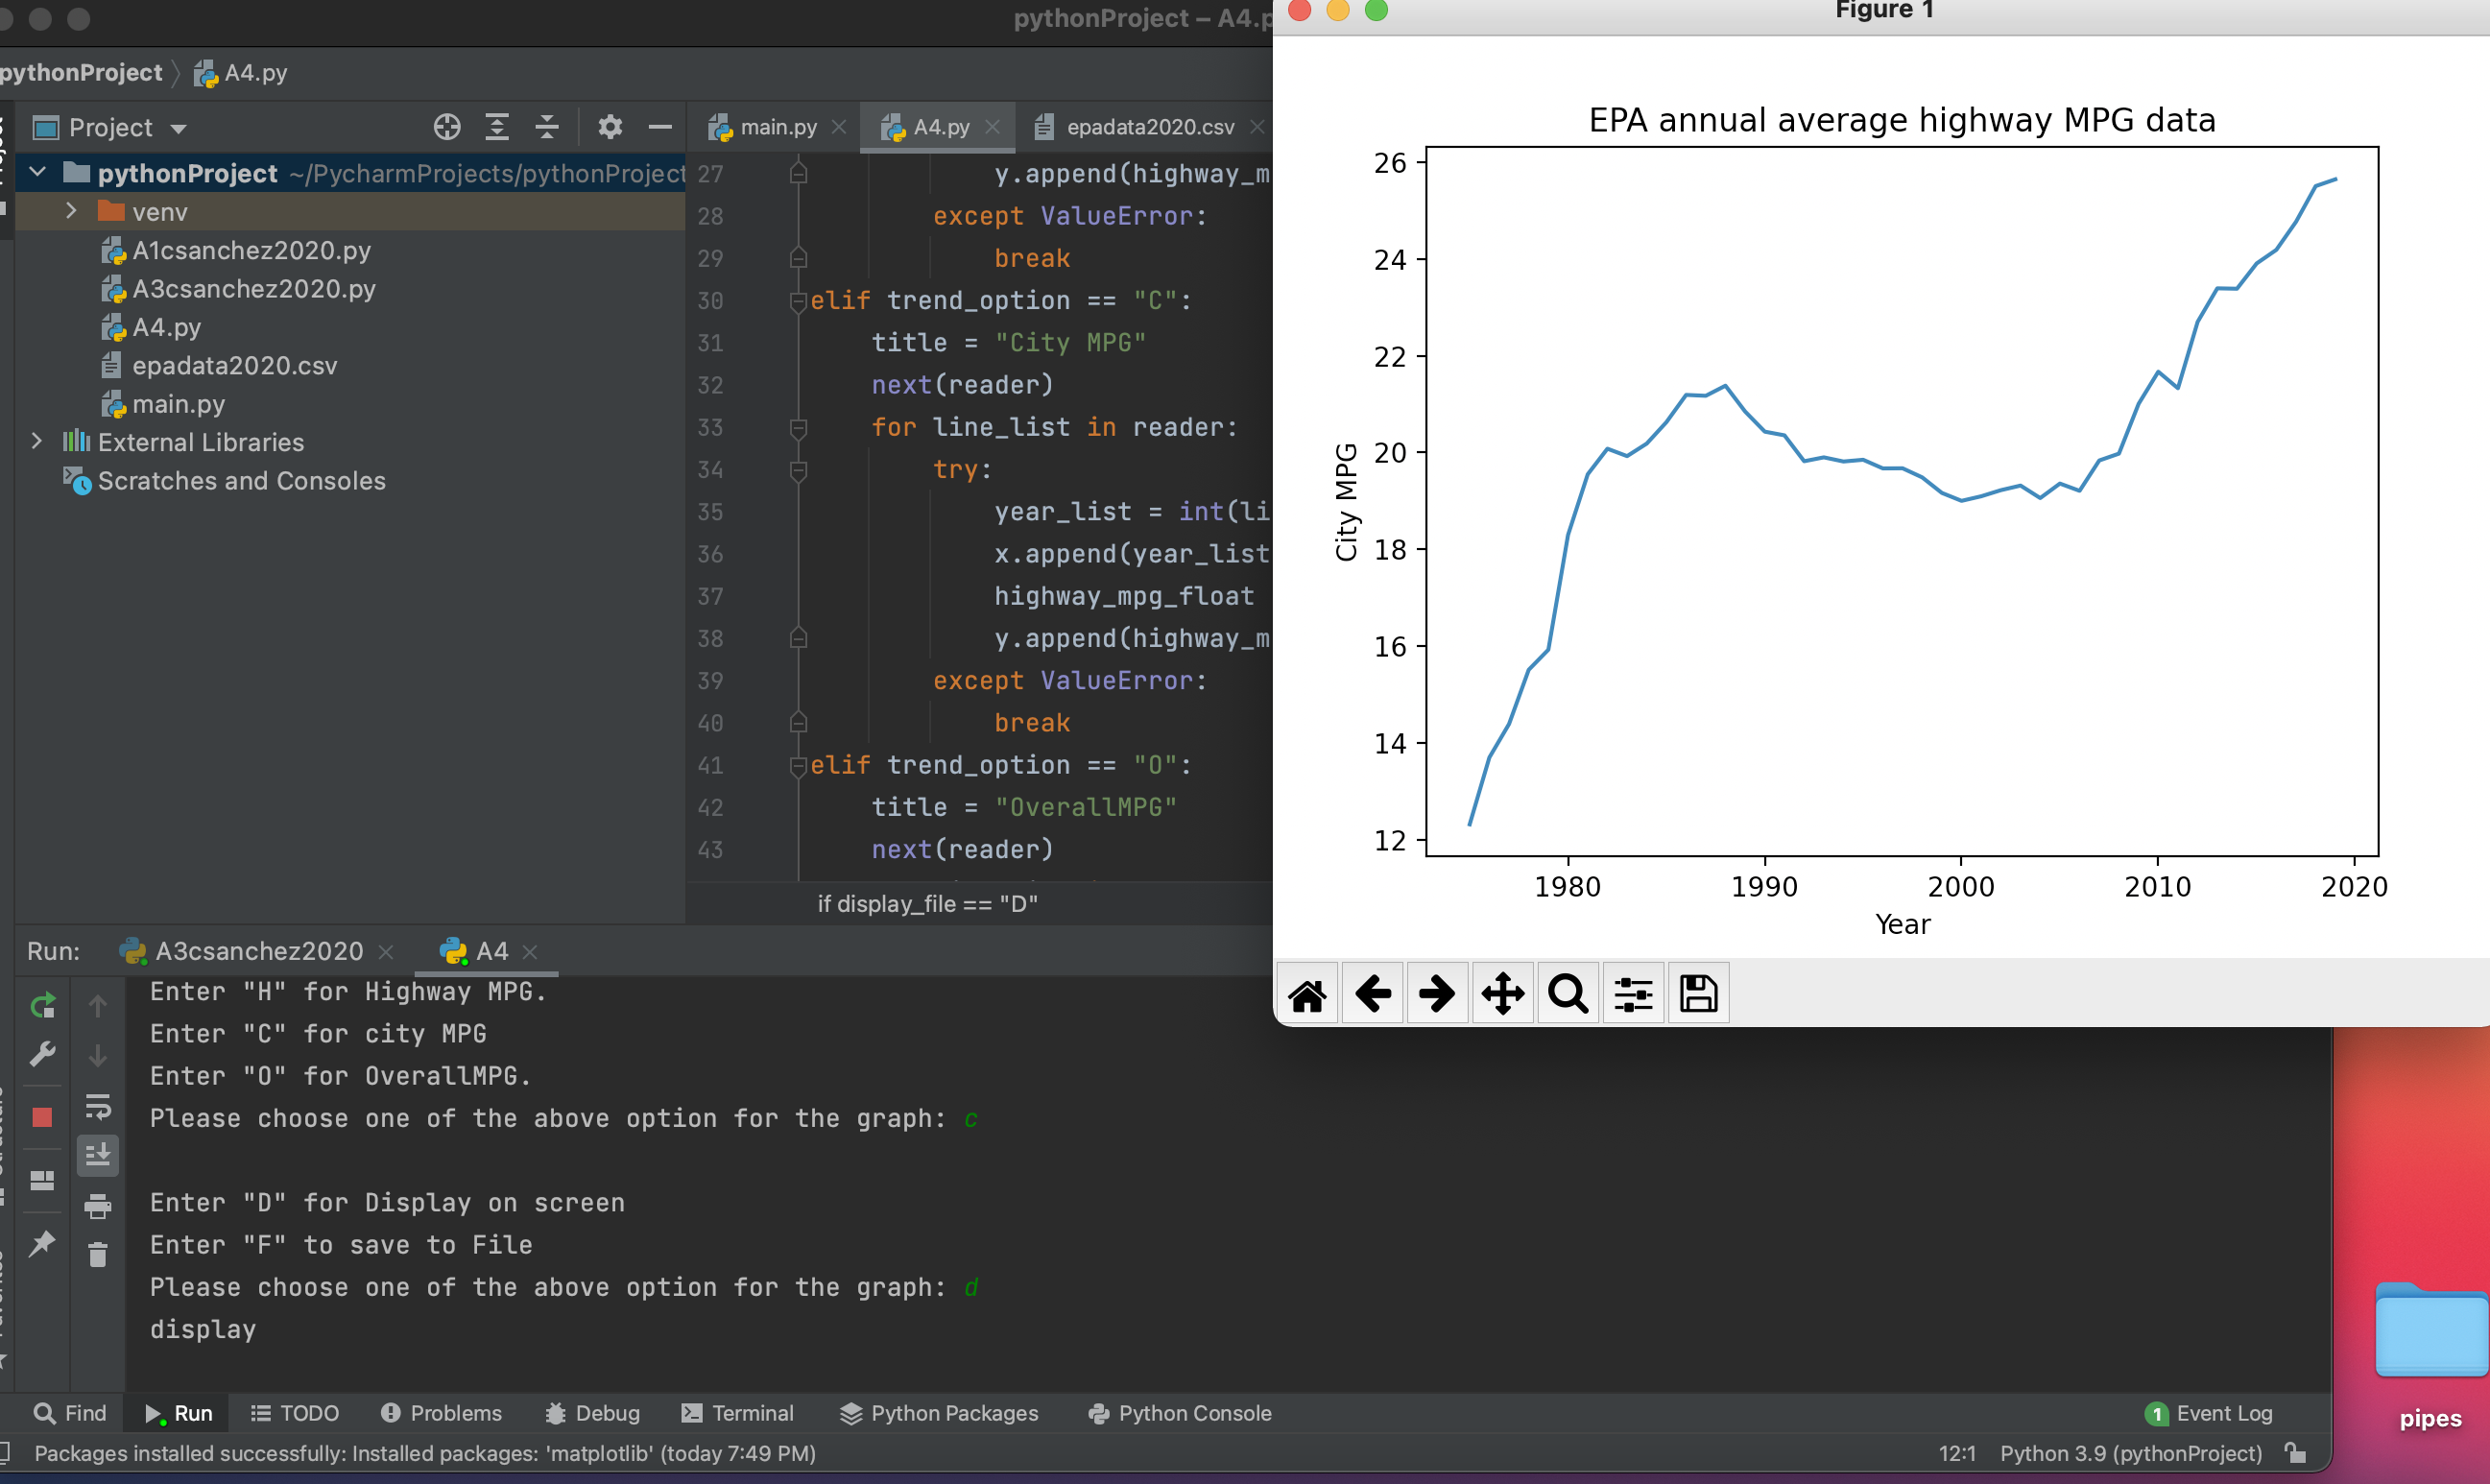 pythonProject – A4.p
pythonProject
A4.py
Project
main.py
A4.py
epadata2020.csv
pythonProject ~/PycharmProjects/pythonProject
venv
A1csanchez2020.py
A3csanchez2020.py
A4.py
epadata2020.csv
main.py
External Libraries
Scratches and Consoles
27 y.append(highway_m
28 except ValueError:
29 break
30 elif trend_option == "C":
31 title = "City MPG"
32 next(reader)
33 for line_list in reader:
34 try:
35 year_list = int(li
36 x.append(year_list
37 highway_mpg_float
38 y.append(highway_m
39 except ValueError:
40 break
41 elif trend_option == "O":
42 title = "OverallMPG"
43 next(reader)
if display_file == "D"
Figure 1
EPA annual average highway MPG data
26
24
22
20
18
16
14
12
City MPG
1980 1990 2000 2010 2020
Year
Run: A3csanchez2020 A4
Enter "H" for Highway MPG.
Enter "C" for city MPG
Enter "O" for OverallMPG.
Please choose one of the above option for the graph: c
Enter "D" for Display on screen
Enter "F" to save to File
Please choose one of the above option for the graph: d
display
Find Run TODO Problems Debug Terminal Python Packages Python Console 1 Event Log
Packages installed successfully: Installed packages: 'matplotlib' (today 7:49 PM) 12:1 Python 3.9 (pythonProject)
pipes